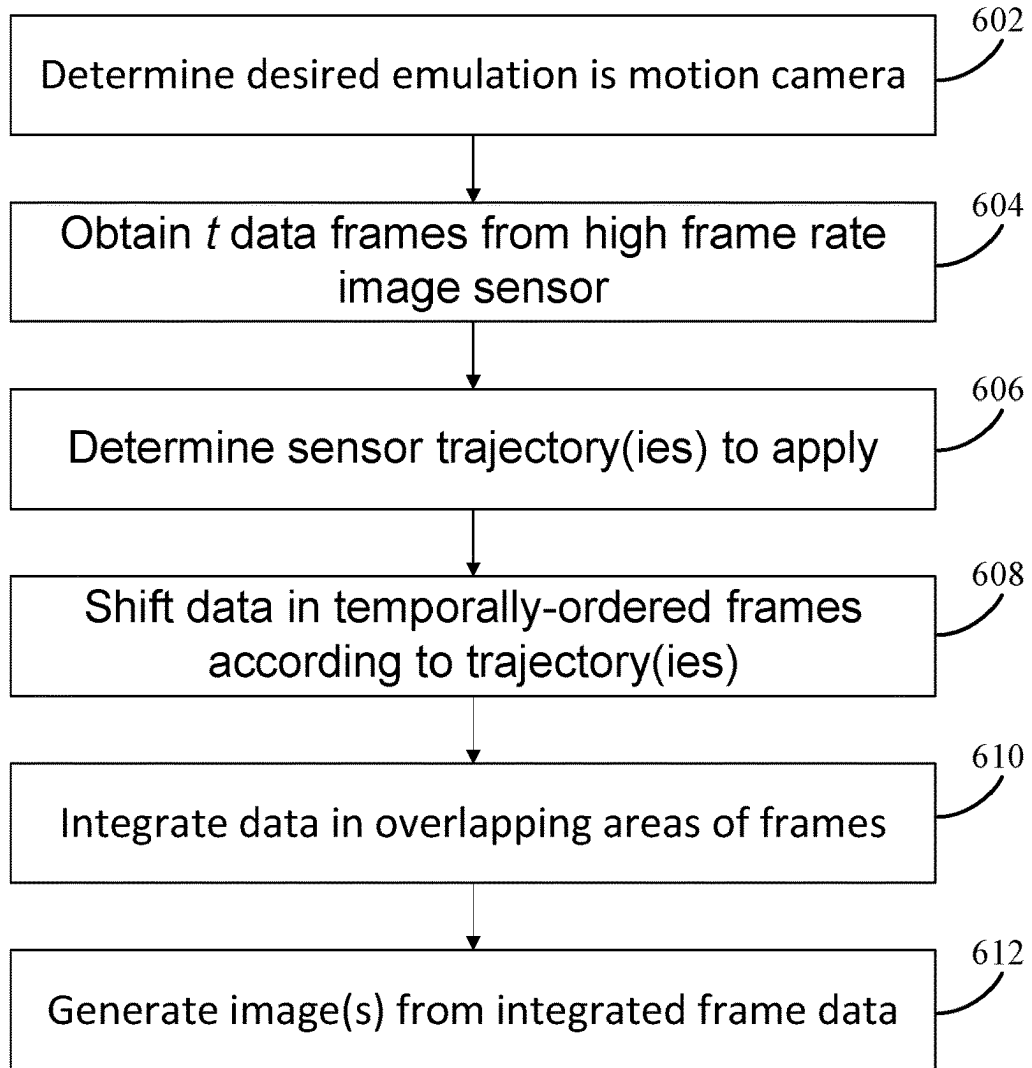 602
Determine desired emulation is motion camera
604
Obtain t data frames from high frame rate
image sensor
606
Determine sensor trajectory(ies) to apply
608
Shift data in temporally-ordered frames
according to trajectory(ies)
610
Integrate data in overlapping areas of frames
612
Generate image(s) from integrated frame data